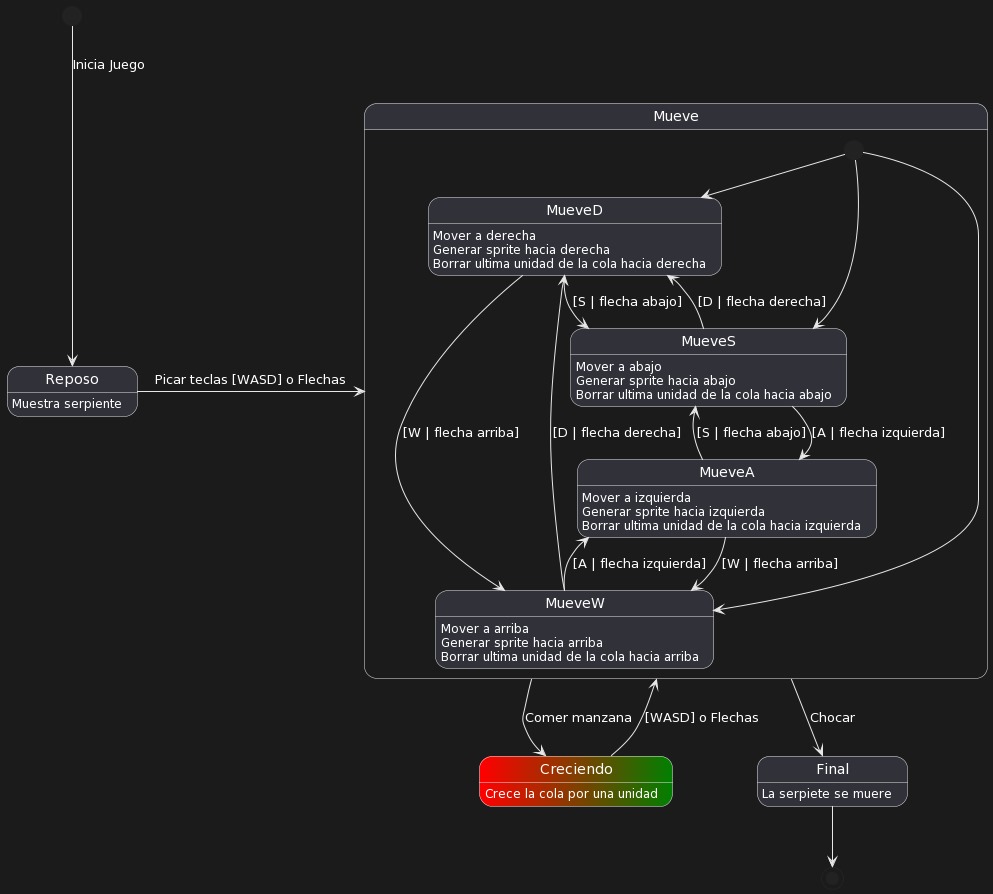 Inicia Juego
Mueve
MueveD
Mover a derecha
Generar sprite hacia derecha
Borrar ultima unidad de la cola hacia derecha
[S | flecha abajo]
[D | flecha derecha]
MueveS
Mover a abajo
Generar sprite hacia abajo
Borrar ultima unidad de la cola hacia abajo
Reposo
Muestra serpiente
Picar teclas [WASD] o Flechas
[W | flecha arriba]
[D | flecha derecha]
[S | flecha abajo]
[A | flecha izquierda]
MueveA
Mover a izquierda
Generar sprite hacia izquierda
Borrar ultima unidad de la cola hacia izquierda
[A | flecha izquierda]
[W | flecha arriba]
MueveW
Mover a arriba
Generar sprite hacia arriba
Borrar ultima unidad de la cola hacia arriba
Comer manzana
[WASD] o Flechas
Chocar
Creciendo
Crece la cola por una unidad
Final
La serpiete se muere